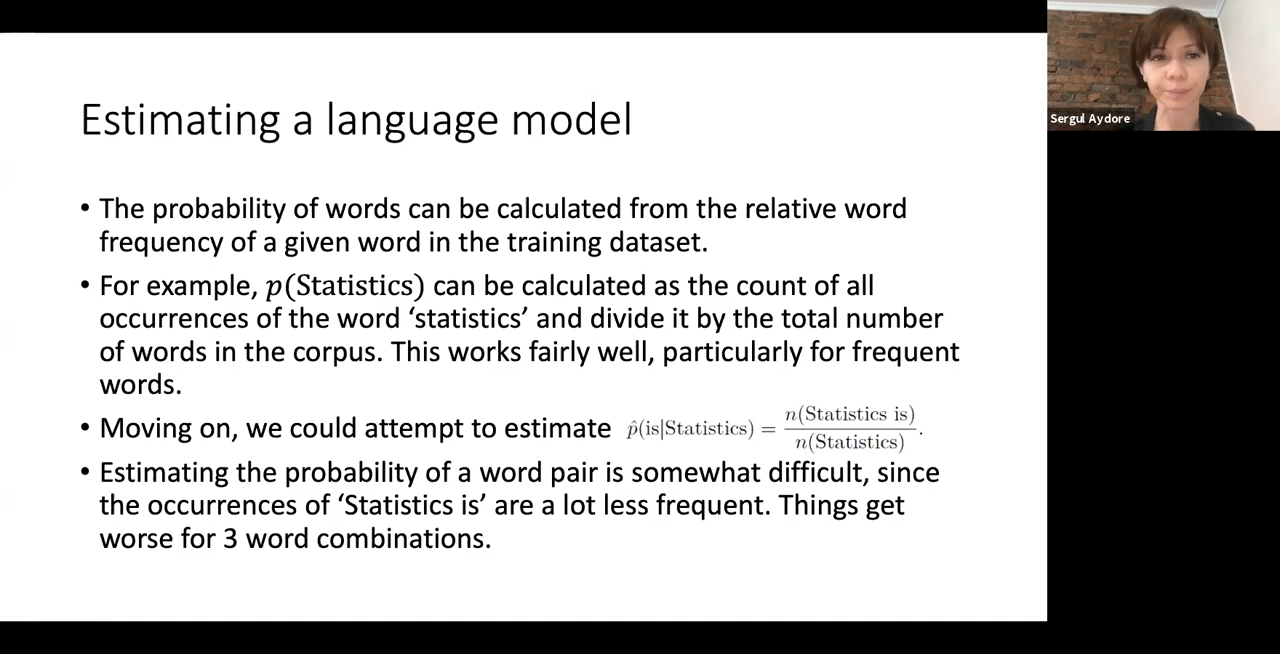 Estimating a language model
• The probability of words can be calculated from the relative word
frequency of a given word in the training dataset.
• For example, p(Statistics) can be calculated as the count of all
occurrences of the word ‘statistics’ and divide it by the total number
of words in the corpus. This works fairly well, particularly for frequent
words.
• Moving on, we could attempt to estimate p̂(is|Statistics) = n(Statistics is) / n(Statistics).
• Estimating the probability of a word pair is somewhat difficult, since
the occurrences of ‘Statistics is’ are a lot less frequent. Things get
worse for 3 word combinations.
Sergul Aydore